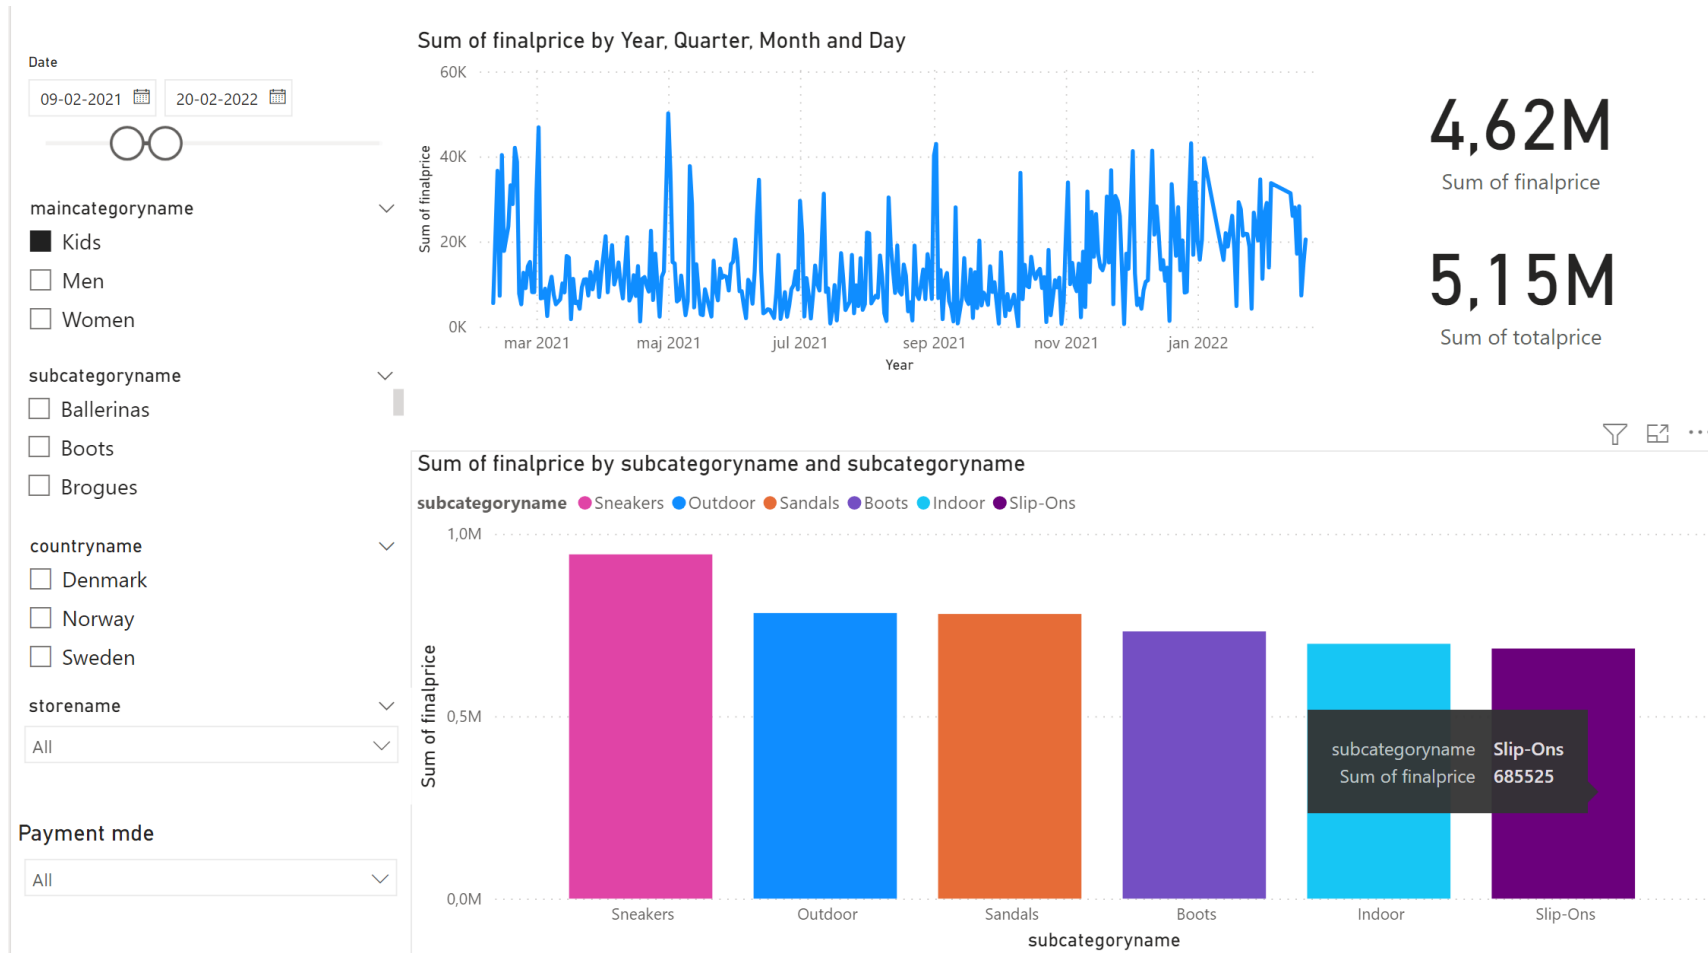 Date
09-02-2021 20-02-2022
maincategoryname
Kids
Men
Women
subcategoryname
Ballerinas
Boots
Brogues
countryname
Denmark
Norway
Sweden
storename
All
Payment mde
All
Sum of finalprice by Year, Quarter, Month and Day
Sum of finalprice
60K
40K
20K
0K
mar 2021 maj 2021 jul 2021 sep 2021 nov 2021 jan 2022
Year
4,62M
Sum of finalprice
5,15M
Sum of totalprice
Sum of finalprice by subcategoryname and subcategoryname
subcategoryname Sneakers Outdoor Sandals Boots Indoor Slip-Ons
Sum of finalprice
1,0M
0,5M
0,0M
subcategoryname Slip-Ons
Sum of finalprice 685525
Sneakers Outdoor Sandals Boots Indoor Slip-Ons
subcategoryname